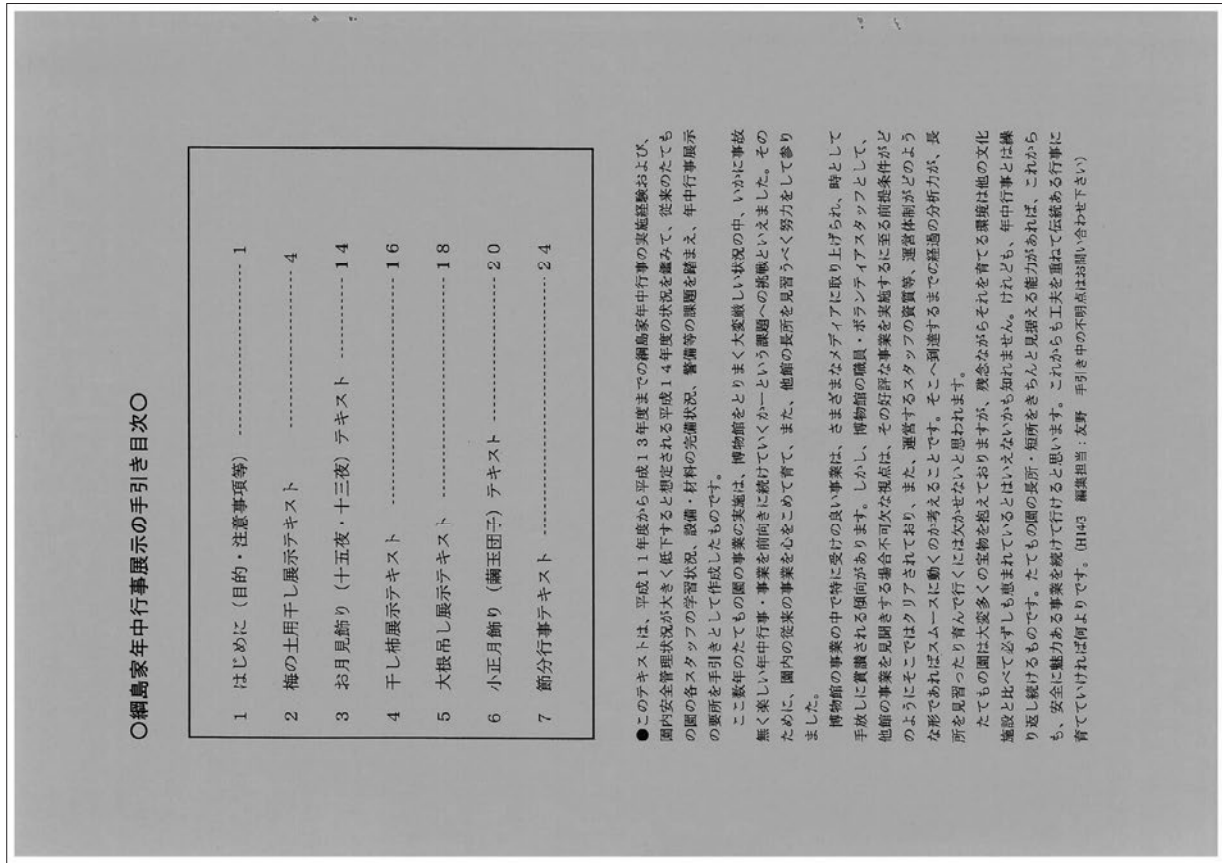 ○綱島家年中行事展示の手引き目次○
1 はじめに（目的・注意事項等） ------------------------ 1
2 梅の土用干し展示テキスト ------------------------ 4
3 お月見飾り（十五夜・十三夜）テキスト ------------ 14
4 干し柿展示テキスト -------------------------------- 16
5 大根吊し展示テキスト ------------------------------ 18
6 小正月飾り（繭玉団子）テキスト ------------------ 20
7 節分行事テキスト ---------------------------------- 24
●このテキストは、平成11年度から平成13年度までの綱島家年中行事の実施経験および、
園内安全管理状況が大きく低下すると想定される平成14年度の状況を鑑みて、従来のたても
の園の各スタッフの学習状況、設備・材料の完備状況、警備等の課題を踏まえ、年中行事展示
の要所を手引きとして作成したものです。
ここ数年のたてもの園の事業の実施は、博物館をとりまく大変厳しい状況の中、いかに事故
無く楽しい年中行事・事業を前向きに続けていくかーという課題への挑戦といえました。その
ために、園内の従来の事業を心をこめて育て、また、他館の長所を見習うべく努力をして参り
ました。
博物館の事業の中で特に受けの良い事業は、さまざまなメディアに取り上げられ、時として
手放しに賞讃される傾向があります。しかし、博物館の職員・ボランティアスタッフとして、
他館の事業を見聞きする場合不可欠な視点は、その好評な事業を実施するに至る前提条件がど
のようにそこではクリアされており、また、運営するスタッフの資質等、運営体制がどのよう
な形であればスムースに動くのか考えることです。そこへ到達するまでの経過の分析力が、長
所を見習ったり育んで行くには欠かせないと思われます。
たてもの園は大変多くの宝物を抱えておりますが、残念ながらそれを育てる環境は他の文化
施設と比べて必ずしも恵まれているとはいえないかも知れません。けれども、年中行事とは繰
り返し続けるものです。たてもの園の長所・短所をきちんと見据える能力があれば、これから
も、安全に魅力ある事業を続けて行けると思います。これからも工夫を重ねて伝統ある行事に
育てていければ何よりです。（H14/3 編集担当：友野 手引き中の不明点はお問い合わせ下さい）